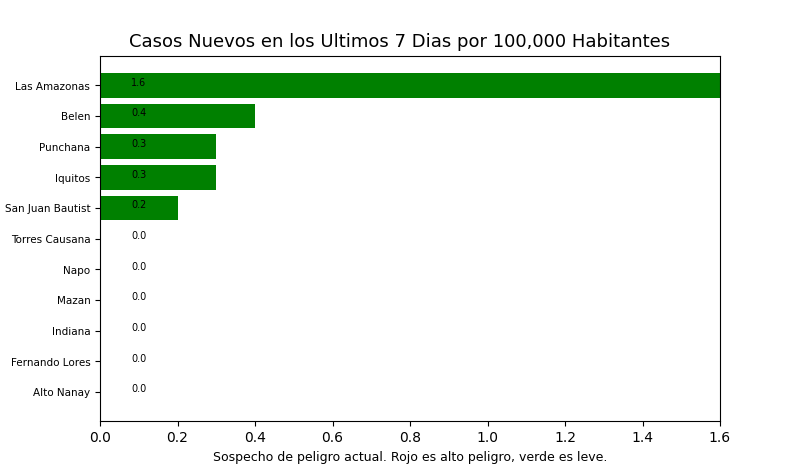 Casos Nuevos en los Ultimos 7 Dias por 100,000 Habitantes
Las Amazonas 1.6
Belen 0.4
Punchana 0.3
Iquitos 0.3
San Juan Bautist 0.2
Torres Causana 0.0
Napo 0.0
Mazan 0.0
Indiana 0.0
Fernando Lores 0.0
Alto Nanay 0.0
0.0 0.2 0.4 0.6 0.8 1.0 1.2 1.4 1.6
Sospecho de peligro actual. Rojo es alto peligro, verde es leve.